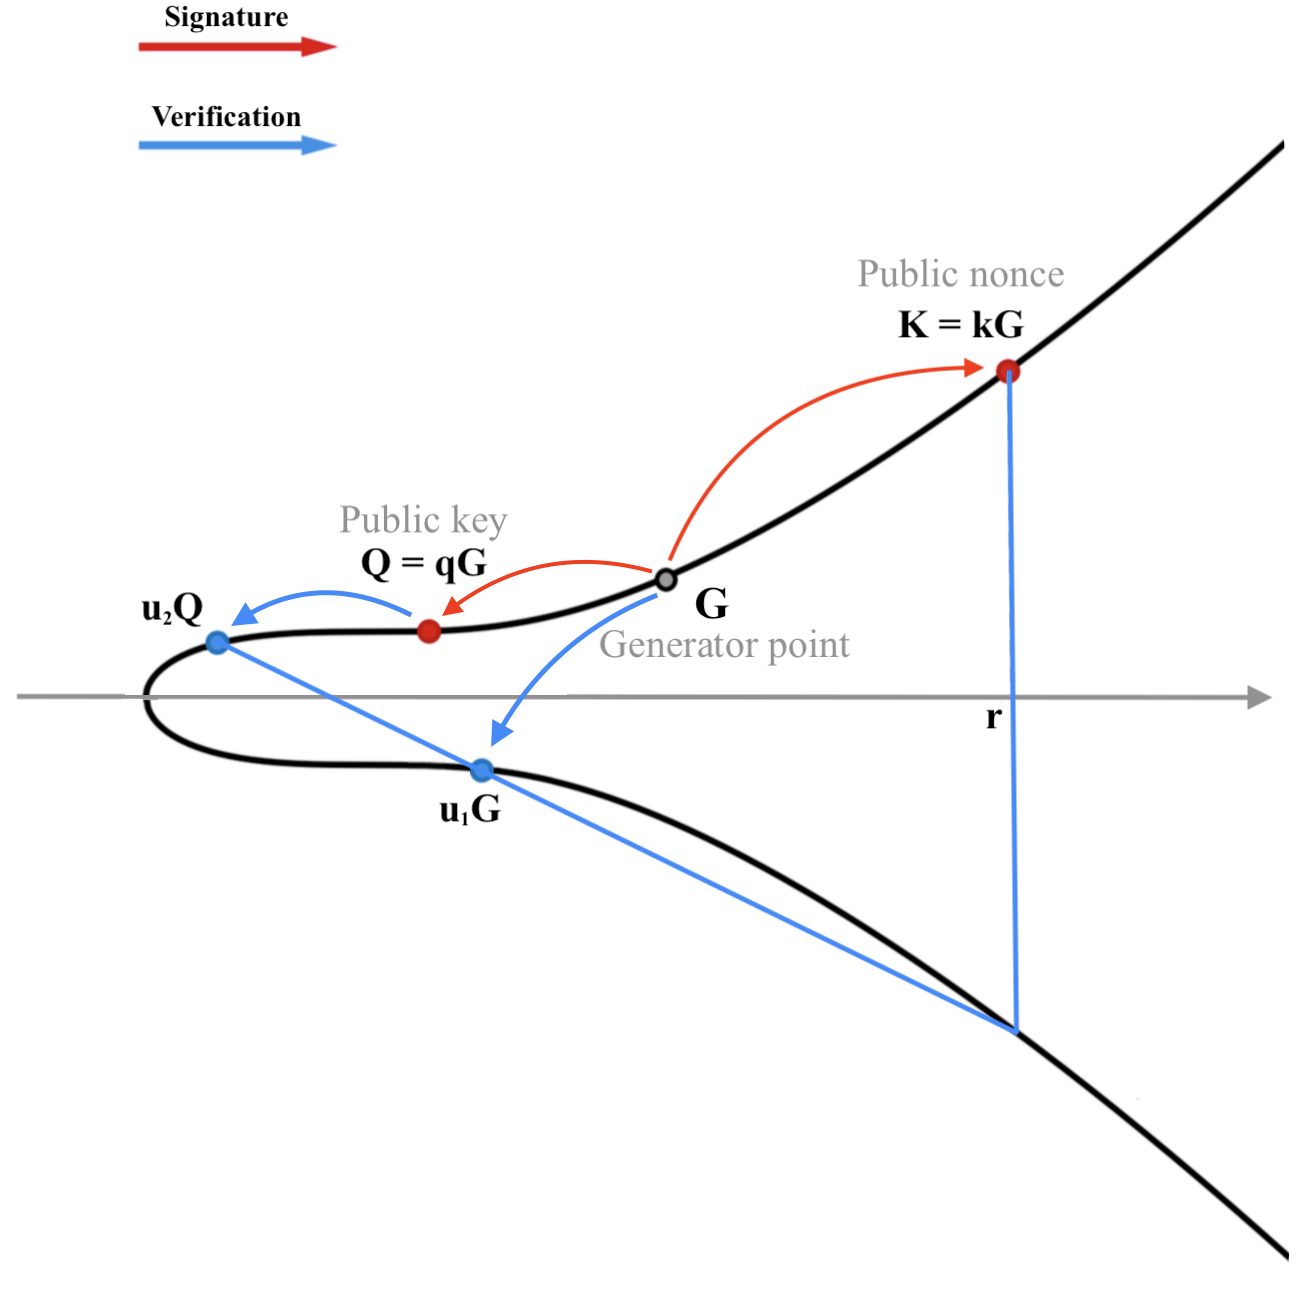 Signature
Verification
Public nonce
K = kG
Public key
Q = qG
u₂Q
G
Generator point
r
u₁G